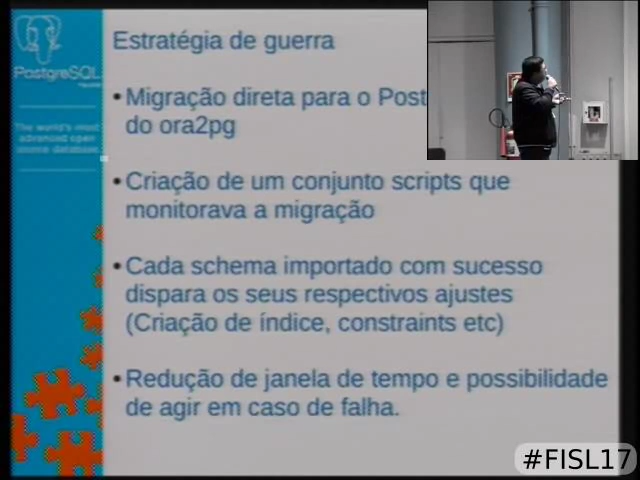 Estratégia de guerra
PostgreSQL
• Migração direta para o Post
do ora2pg
The world's most
advanced open
source database
• Criação de um conjunto scripts que
monitorava a migração
• Cada schema importado com sucesso
dispara os seus respectivos ajustes
(Criação de índice, constraints etc)
• Redução de janela de tempo e possibilidade
de agir em caso de falha.
#FISL17